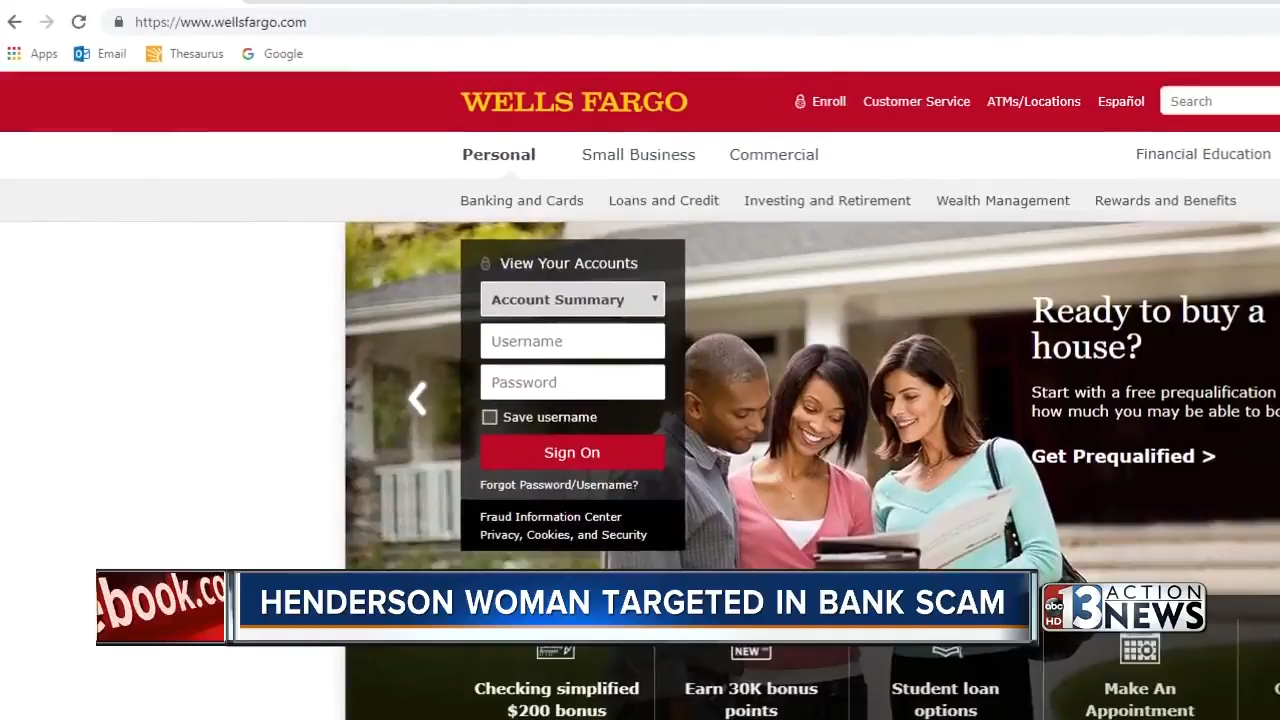 https://www.wellsfargo.com
Apps
Email
Thesaurus
Google
WELLS FARGO
Enroll
Customer Service
ATMs/Locations
Español
Search
Personal
Small Business
Commercial
Financial Education
Banking and Cards
Loans and Credit
Investing and Retirement
Wealth Management
Rewards and Benefits
View Your Accounts
Account Summary
Username
Password
Save username
Sign On
Forgot Password/Username?
Fraud Information Center
Privacy, Cookies, and Security
Ready to buy a
house?
Start with a free prequalification
how much you may be able to
Get Prequalified >
ebook.co
HENDERSON WOMAN TARGETED IN BANK SCAM
abc
HD
13
ACTION
NEWS
NEW
Checking simplified
$200 bonus
Earn 30K bonus
points
Student loan
options
Make An
Appointment